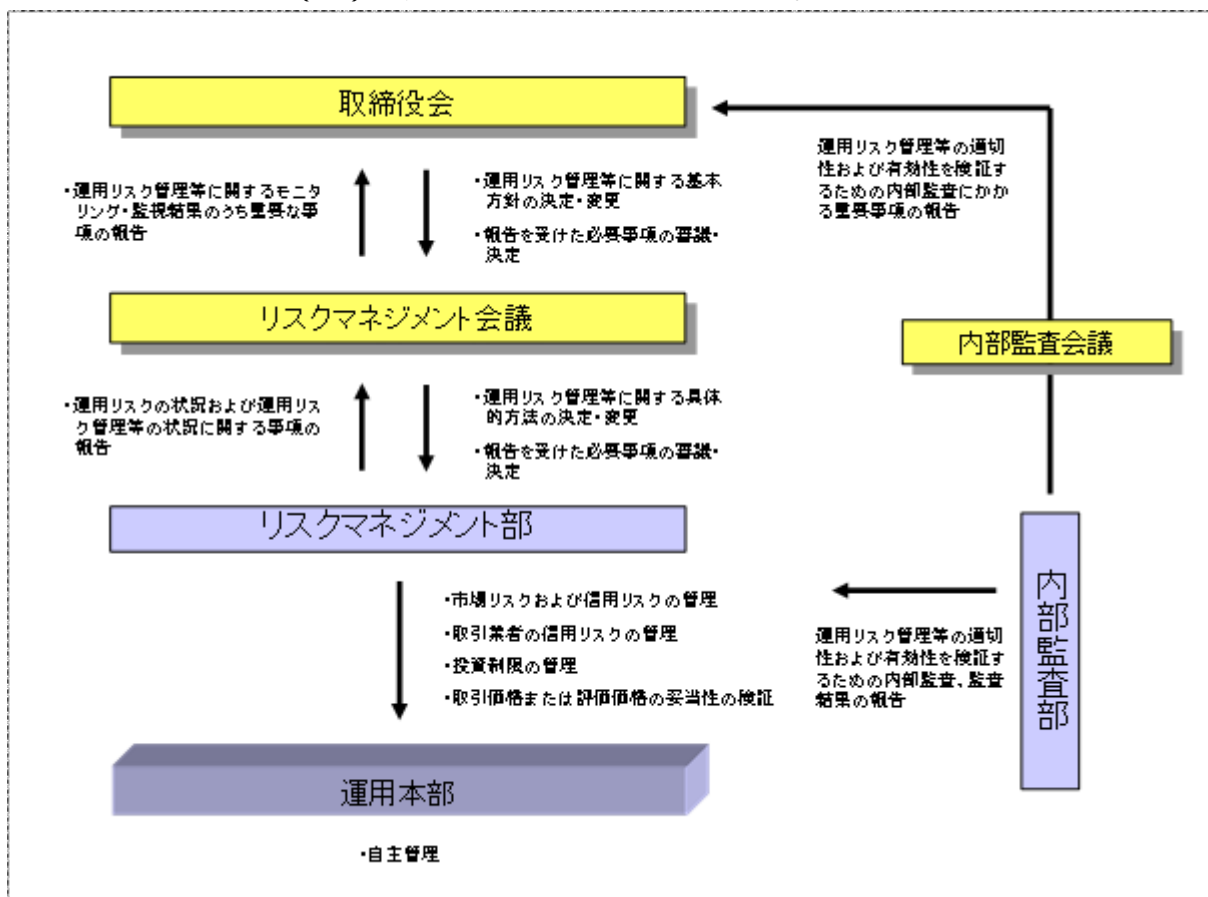 取締役会
・運用リスク管理等に関するモニタ
リング・監視結果のうち重要な事
項の報告
・運用リスク管理等に関する基本
方針の決定・変更
・報告を受けた必要事項の審議・
決定
運用リスク管理等の適切
性および有効性を検証す
るための内部監査にかか
る重要事項の報告
リスクマネジメント会議
内部監査会議
・運用リスクの状況および運用リス
ク管理等の状況に関する事項の
報告
・運用リスク管理等に関する具体
的方法の決定・変更
・報告を受けた必要事項の審議・
決定
リスクマネジメント部
・市場リスクおよび信用リスクの管理
・取引業者の信用リスクの管理
・投資制限の管理
・取引価格または評価価格の妥当性の検証
運用リスク管理等の適切
性および有効性を検証す
るための内部監査、監査
結果の報告
内部監査部
運用本部
・自主管理